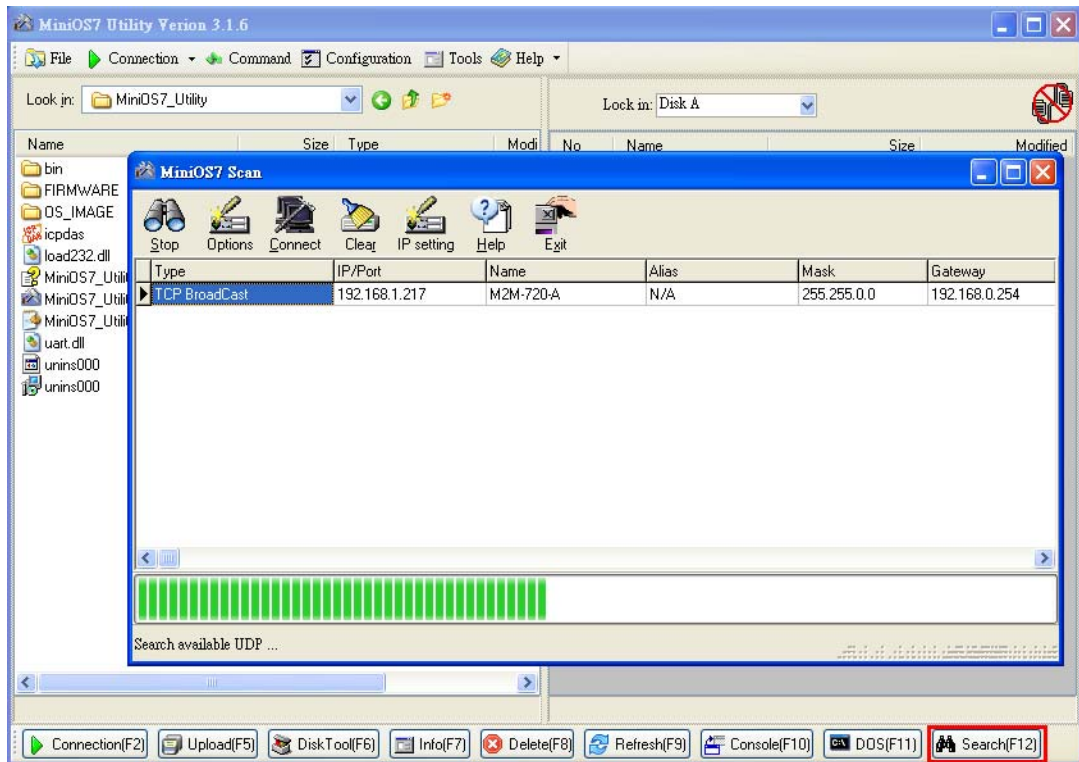 MiniOS7 Utility Verion 3.1.6
File Connection Command Configuration Tools Help
Look in: MiniOS7_Utility
Lock in: Disk A
Name Size Type Modi
No Name Size Modified
bin
FIRMWARE
OS_IMAGE
icpdas
load232.dll
MiniOS7_Utili
MiniOS7_Utili
MiniOS7_Utili
uart.dll
unins000
unins000
MiniOS7 Scan
Stop Options Connect Clear IP setting Help Exit
Type IP/Port Name Alias Mask Gateway
TCP BroadCast 192.168.1.217 M2M-720-A N/A 255.255.0.0 192.168.0.254
Search available UDP ...
Connection(F2) Upload(F5) DiskTool(F6) Info(F7) Delete(F8) Refresh(F9) Console(F10) DOS(F11) Search(F12)